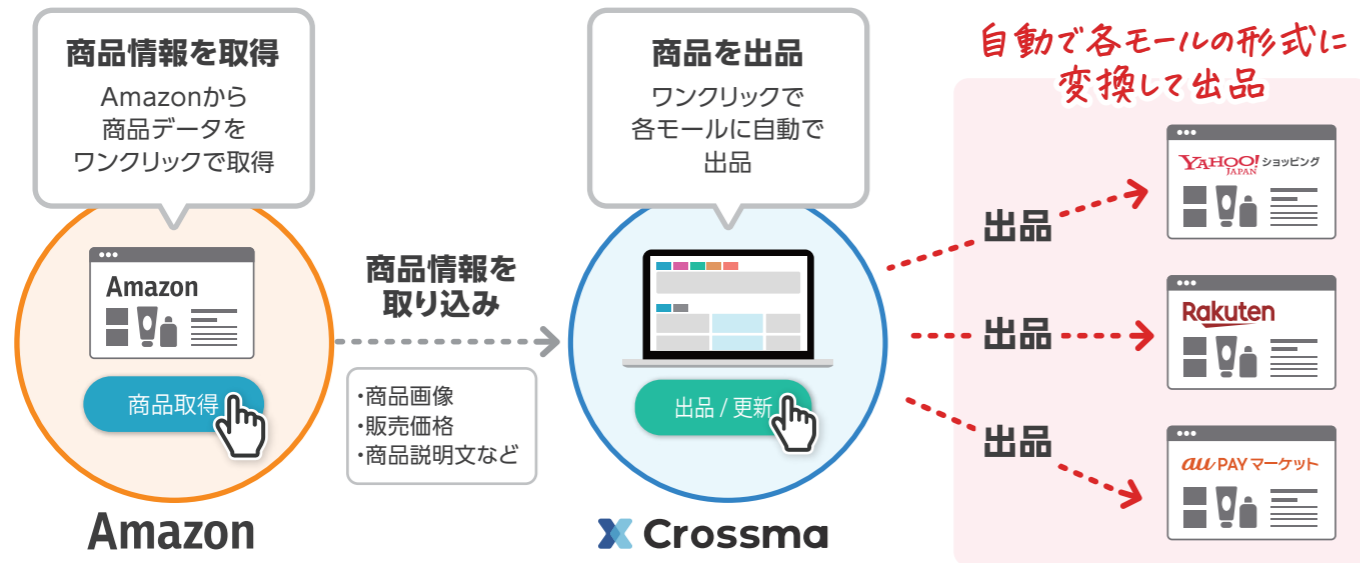 商品情報を取得
Amazonから
商品データを
ワンクリックで取得
Amazon
商品取得
Amazon
商品情報を
取り込み
・商品画像
・販売価格
・商品説明文など
商品を出品
ワンクリックで
各モールに自動で
出品
出品 / 更新
Crossma
自動で各モールの形式に
変換して出品
出品
YAHOO! ショッピング
JAPAN
出品
Rakuten
出品
au PAY マーケット